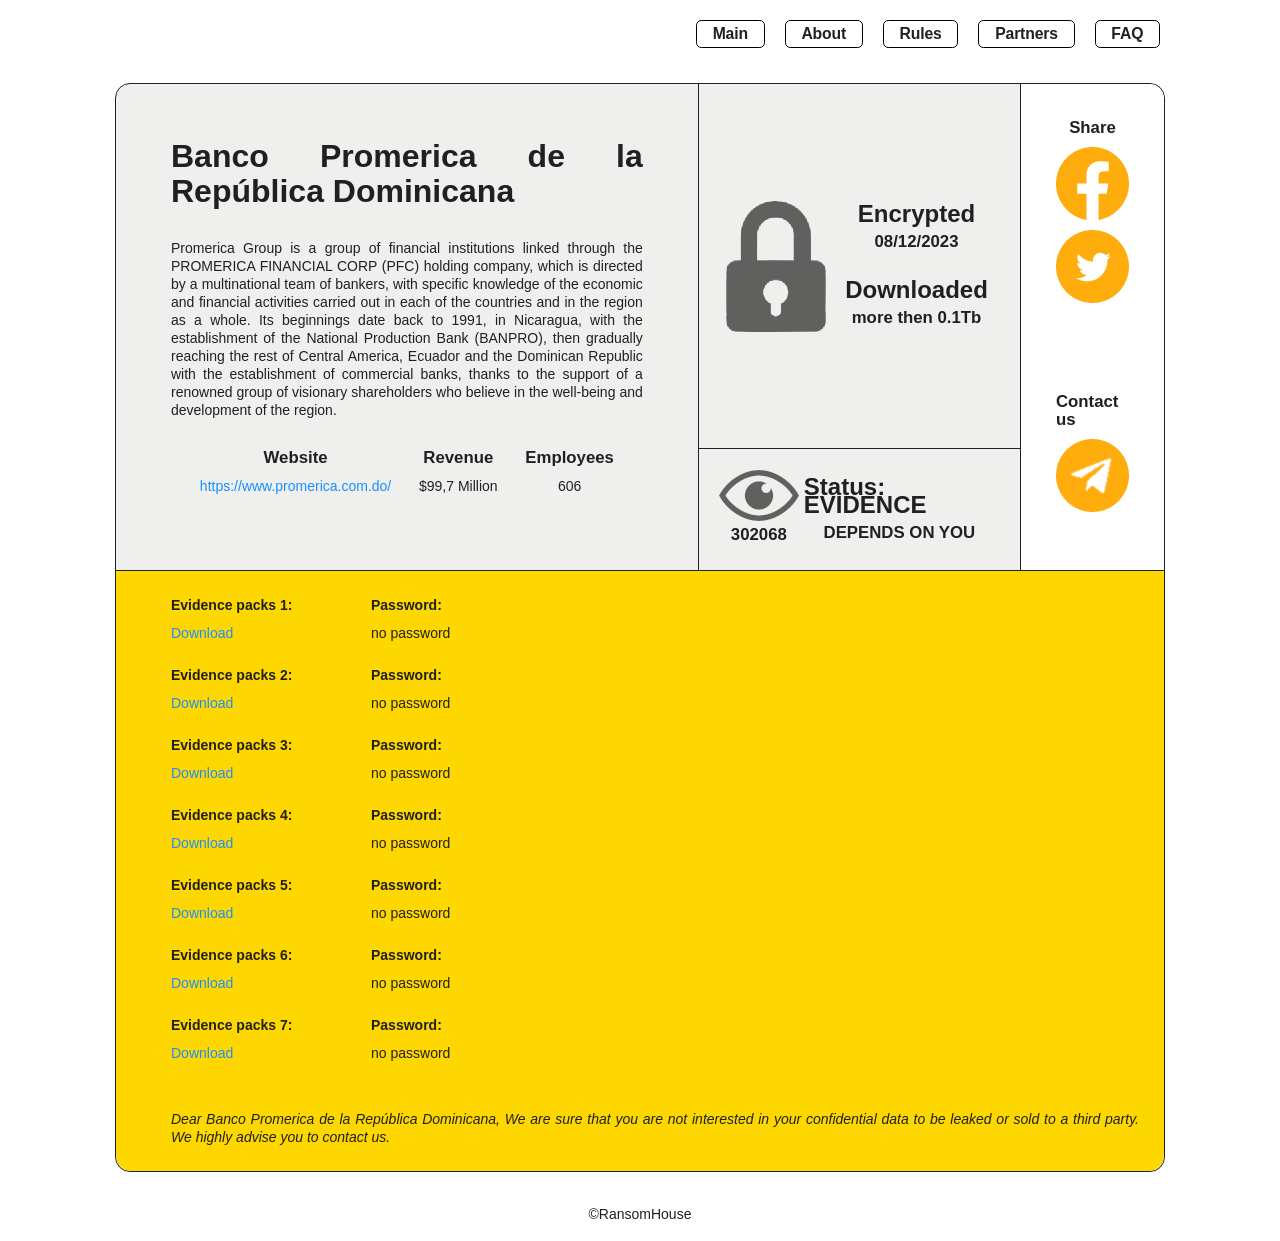 Main
About
Rules
Partners
FAQ
Banco Promerica de la
República Dominicana
Promerica Group is a group of financial institutions linked through the
PROMERICA FINANCIAL CORP (PFC) holding company, which is directed
by a multinational team of bankers, with specific knowledge of the economic
and financial activities carried out in each of the countries and in the region
as a whole. Its beginnings date back to 1991, in Nicaragua, with the
establishment of the National Production Bank (BANPRO), then gradually
reaching the rest of Central America, Ecuador and the Dominican Republic
with the establishment of commercial banks, thanks to the support of a
renowned group of visionary shareholders who believe in the well-being and
development of the region.
Website
Revenue
Employees
https://www.promerica.com.do/
$99,7 Million
606
Encrypted
08/12/2023
Downloaded
more then 0.1Tb
302068
Status:
EVIDENCE
DEPENDS ON YOU
Share
Contact
us
Evidence packs 1:
Password:
Download
no password
Evidence packs 2:
Password:
Download
no password
Evidence packs 3:
Password:
Download
no password
Evidence packs 4:
Password:
Download
no password
Evidence packs 5:
Password:
Download
no password
Evidence packs 6:
Password:
Download
no password
Evidence packs 7:
Password:
Download
no password
Dear Banco Promerica de la República Dominicana, We are sure that you are not interested in your confidential data to be leaked or sold to a third party.
We highly advise you to contact us.
©RansomHouse